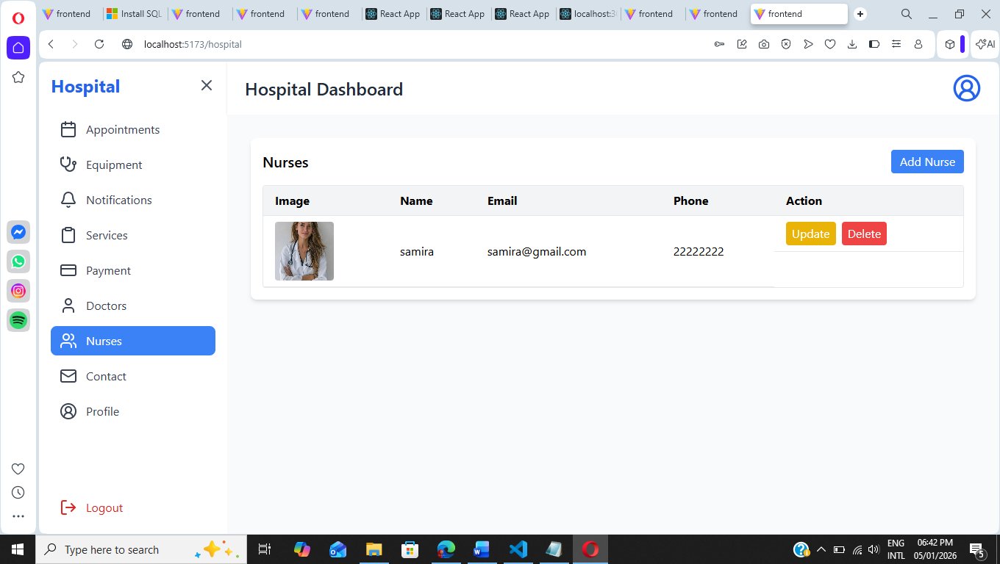 frontend
Install SQL
frontend
frontend
frontend
React App
React App
React App
localhost:3
frontend
frontend
frontend
localhost:5173/hospital
AI
Hospital
Hospital Dashboard
Appointments
Equipment
Notifications
Services
Payment
Doctors
Nurses
Contact
Profile
Logout
Nurses
Add Nurse
Image Name Email Phone Action
samira samira@gmail.com 22222222 Update Delete
Type here to search
ENG
INTL
06:42 PM
05/01/2026
5